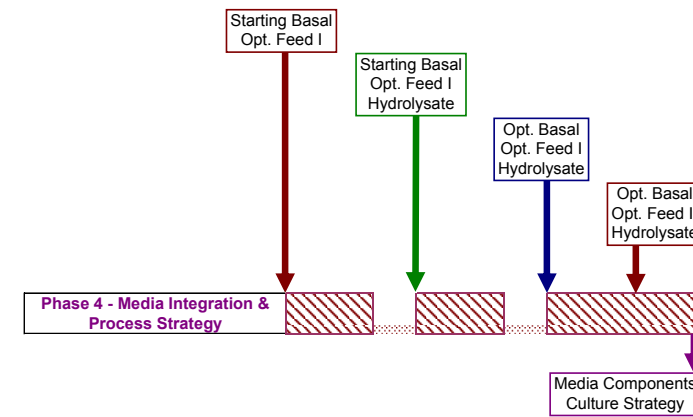 Starting Basal
Opt. Feed I
Starting Basal
Opt. Feed I
Hydrolysate
Opt. Basal
Opt. Feed I
Hydrolysate
Opt. Basal
Opt. Feed I
Hydrolysate
Phase 4 - Media Integration &
Process Strategy
Media Components
Culture Strategy